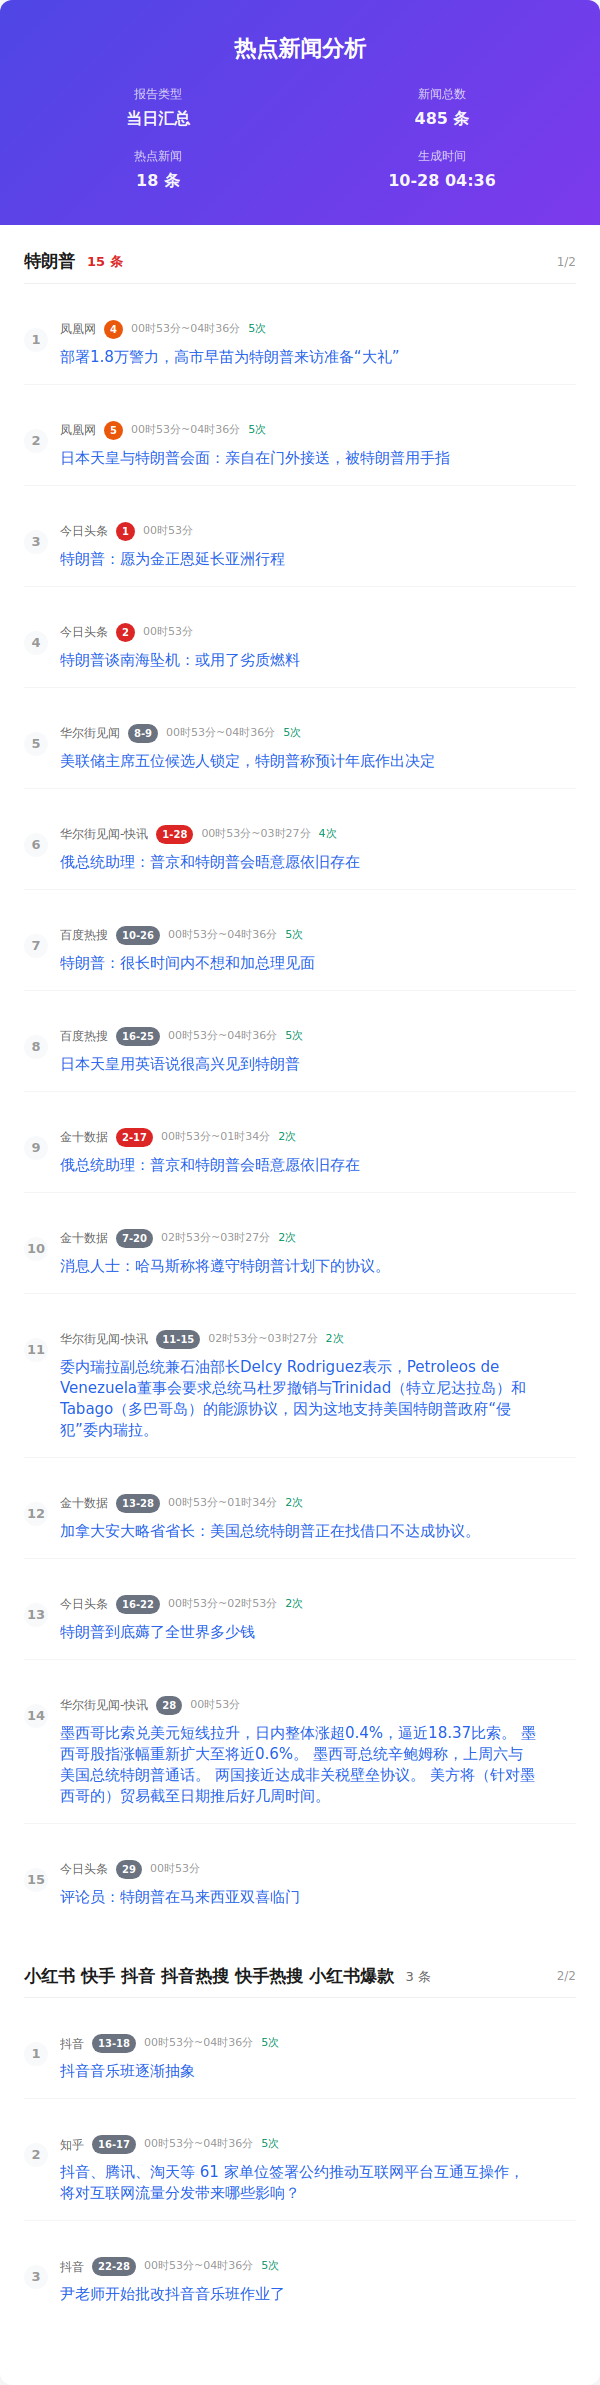 热点新闻分析
报告类型
新闻总数
当日汇总
485 条
热点新闻
生成时间
18 条
10-28 04:36
特朗普 15 条 1/2
1
凤凰网 4 00时53分~04时36分 5次
部署1.8万警力，高市早苗为特朗普来访准备“大礼”
2
凤凰网 5 00时53分~04时36分 5次
日本天皇与特朗普会面：亲自在门外接送，被特朗普用手指
3
今日头条 1 00时53分
特朗普：愿为金正恩延长亚洲行程
4
今日头条 2 00时53分
特朗普谈南海坠机：或用了劣质燃料
5
华尔街见闻 8-9 00时53分~04时36分 5次
美联储主席五位候选人锁定，特朗普称预计年底作出决定
6
华尔街见闻-快讯 1-28 00时53分~03时27分 4次
俄总统助理：普京和特朗普会晤意愿依旧存在
7
百度热搜 10-26 00时53分~04时36分 5次
特朗普：很长时间内不想和加总理见面
8
百度热搜 16-25 00时53分~04时36分 5次
日本天皇用英语说很高兴见到特朗普
9
金十数据 2-17 00时53分~01时34分 2次
俄总统助理：普京和特朗普会晤意愿依旧存在
10
金十数据 7-20 02时53分~03时27分 2次
消息人士：哈马斯称将遵守特朗普计划下的协议。
11
华尔街见闻-快讯 11-15 02时53分~03时27分 2次
委内瑞拉副总统兼石油部长Delcy Rodriguez表示，Petroleos de
Venezuela董事会要求总统马杜罗撤销与Trinidad（特立尼达拉岛）和
Tabago（多巴哥岛）的能源协议，因为这地支持美国特朗普政府“侵
犯”委内瑞拉。
12
金十数据 13-28 00时53分~01时34分 2次
加拿大安大略省省长：美国总统特朗普正在找借口不达成协议。
13
今日头条 16-22 00时53分~02时53分 2次
特朗普到底薅了全世界多少钱
14
华尔街见闻-快讯 28 00时53分
墨西哥比索兑美元短线拉升，日内整体涨超0.4%，逼近18.37比索。 墨
西哥股指涨幅重新扩大至将近0.6%。 墨西哥总统辛鲍姆称，上周六与
美国总统特朗普通话。 两国接近达成非关税壁垒协议。 美方将（针对墨
西哥的）贸易截至日期推后好几周时间。
15
今日头条 29 00时53分
评论员：特朗普在马来西亚双喜临门
小红书 快手 抖音 抖音热搜 快手热搜 小红书爆款 3 条 2/2
1
抖音 13-18 00时53分~04时36分 5次
抖音音乐班逐渐抽象
2
知乎 16-17 00时53分~04时36分 5次
抖音、腾讯、淘天等 61 家单位签署公约推动互联网平台互通互操作，
将对互联网流量分发带来哪些影响？
3
抖音 22-28 00时53分~04时36分 5次
尹老师开始批改抖音音乐班作业了